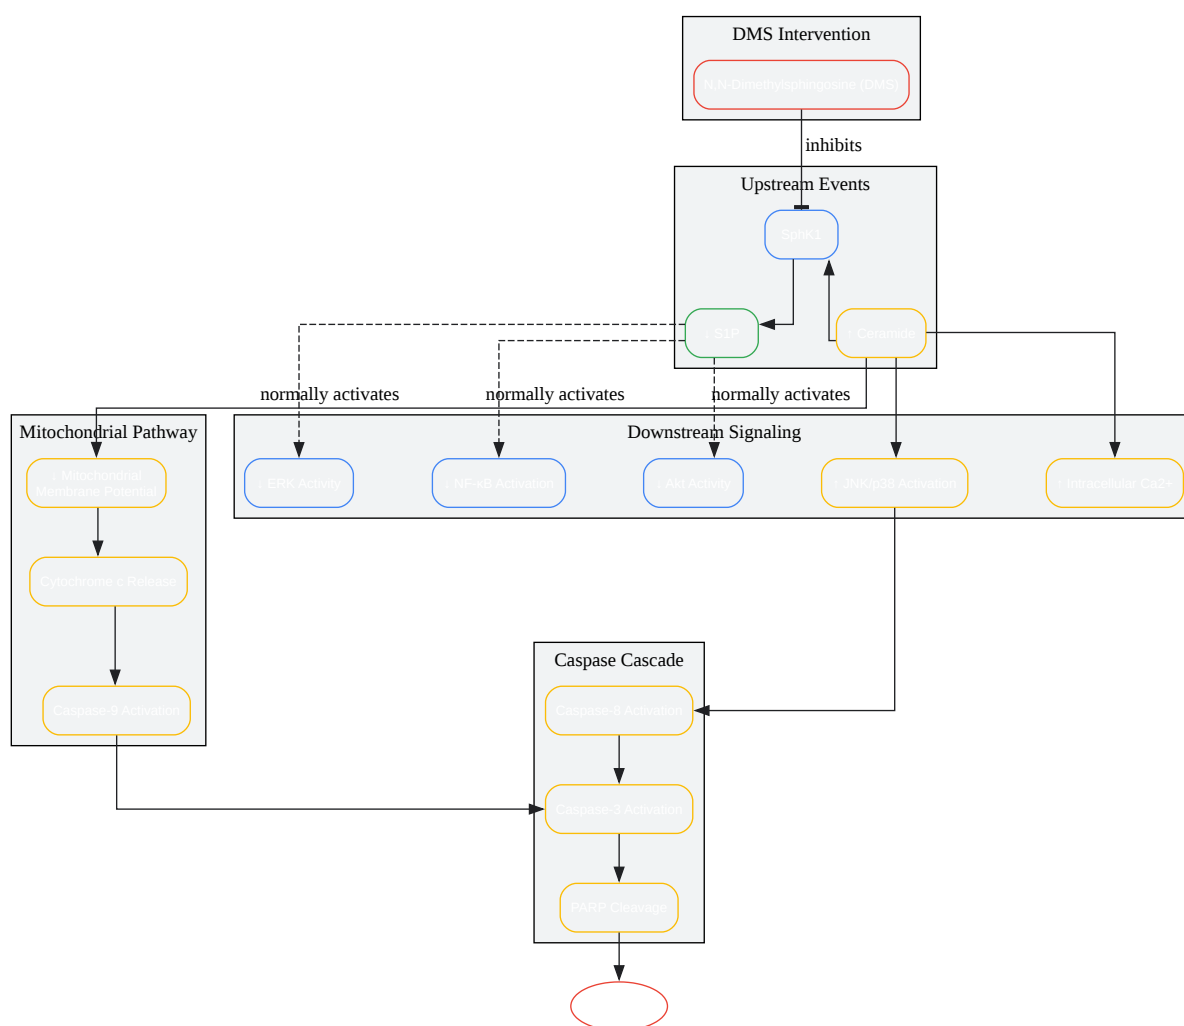 DMS Intervention
N,N-Dimethylsphingosine (DMS)
inhibits
Upstream Events
SphK1
↓ S1P
↑ Ceramide
normally activates
normally activates
normally activates
Mitochondrial Pathway
Downstream Signaling
↓ Mitochondrial
Membrane Potential
↓ ERK Activity
↓ NF-κB Activation
↓ Akt Activity
↑ JNK/p38 Activation
↑ Intracellular Ca2+
Cytochrome c Release
Caspase Cascade
Caspase-9 Activation
Caspase-8 Activation
Caspase-3 Activation
PARP Cleavage